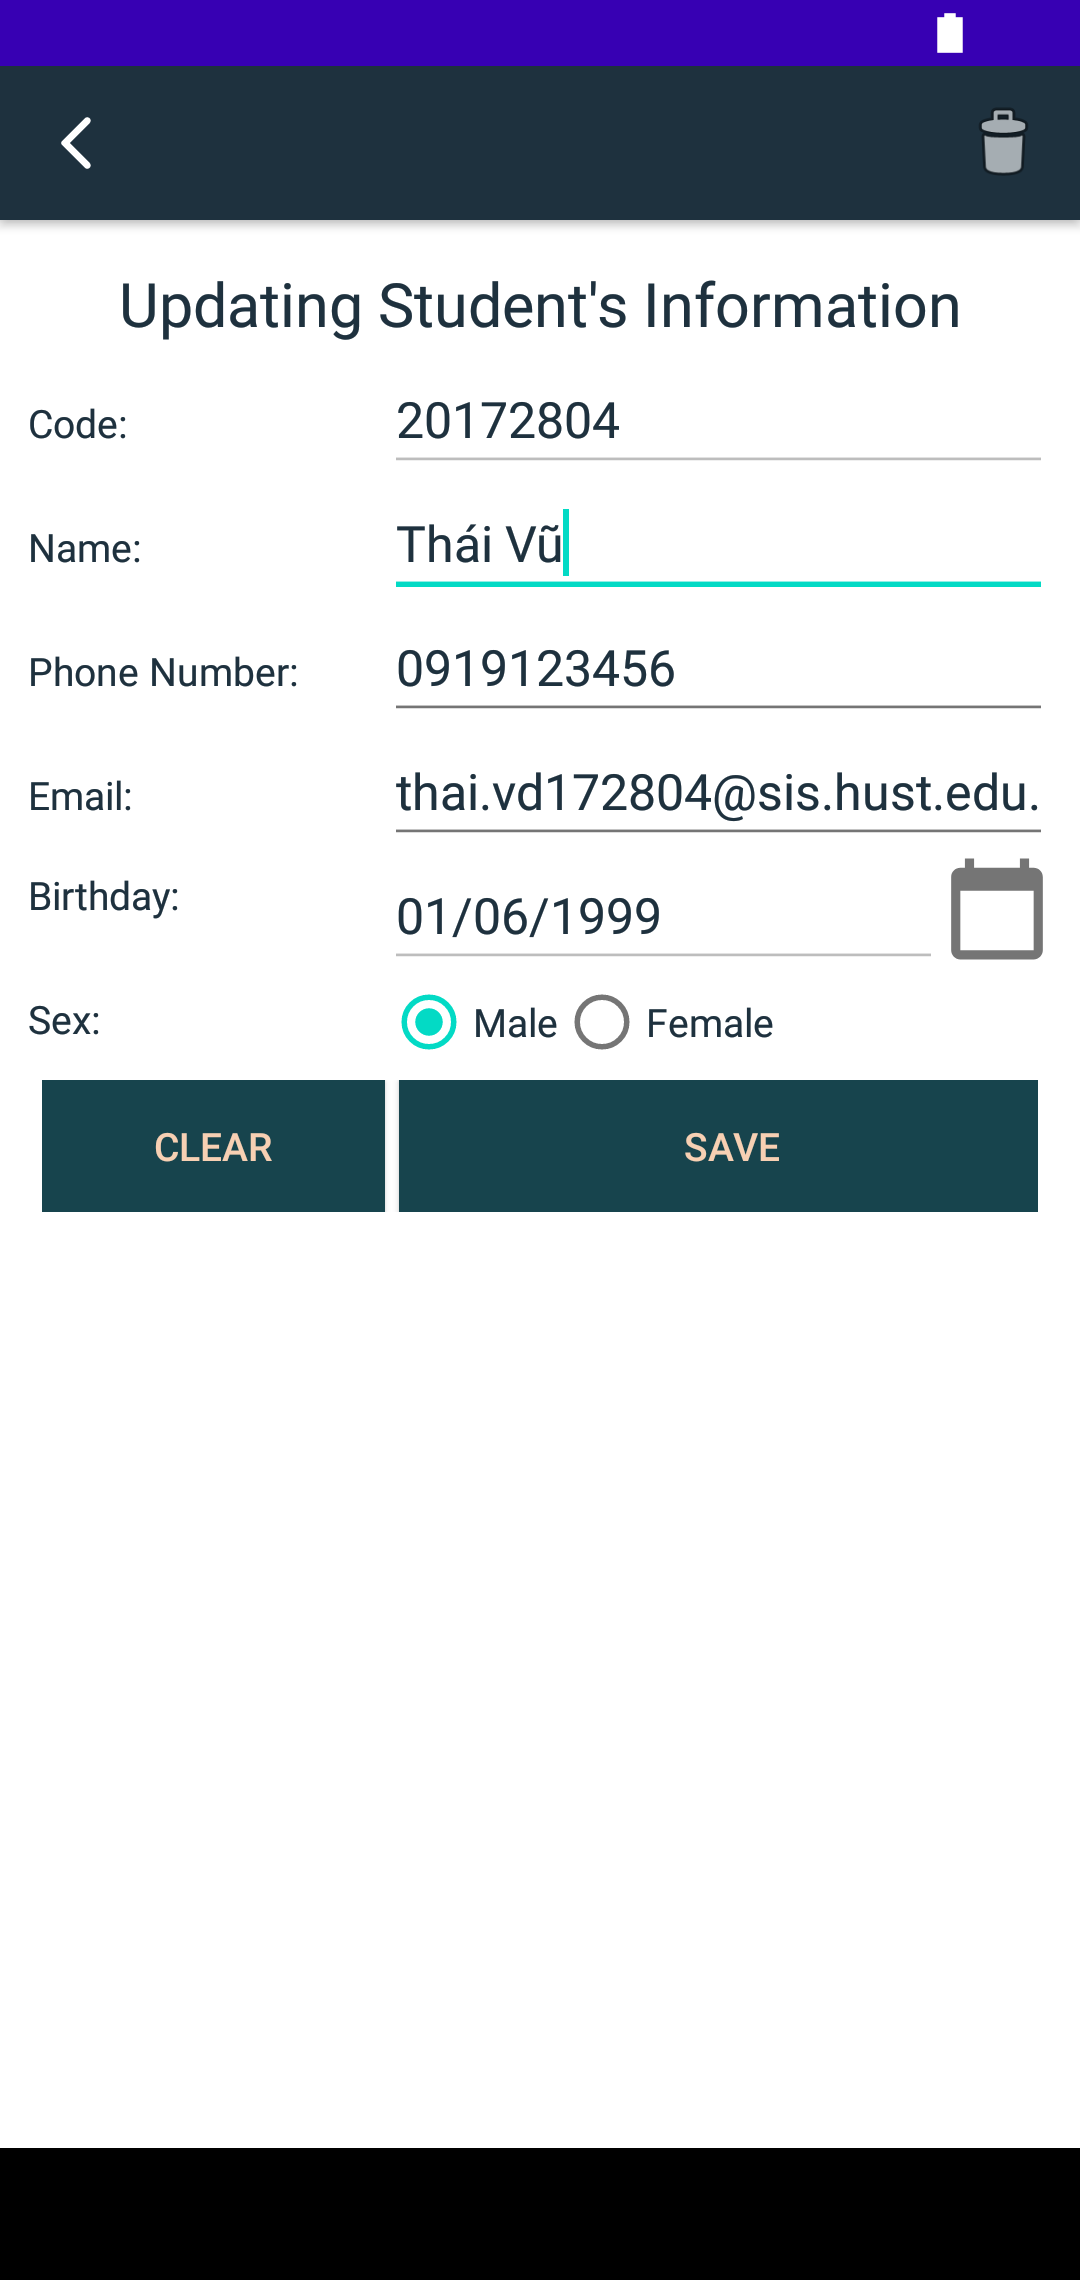 Updating Student's Information
Code: 20172804
Name: Thái Vũ
Phone Number: 0919123456
Email: thai.vd172804@sis.hust.edu.
Birthday: 01/06/1999
Sex: Male Female
CLEAR SAVE